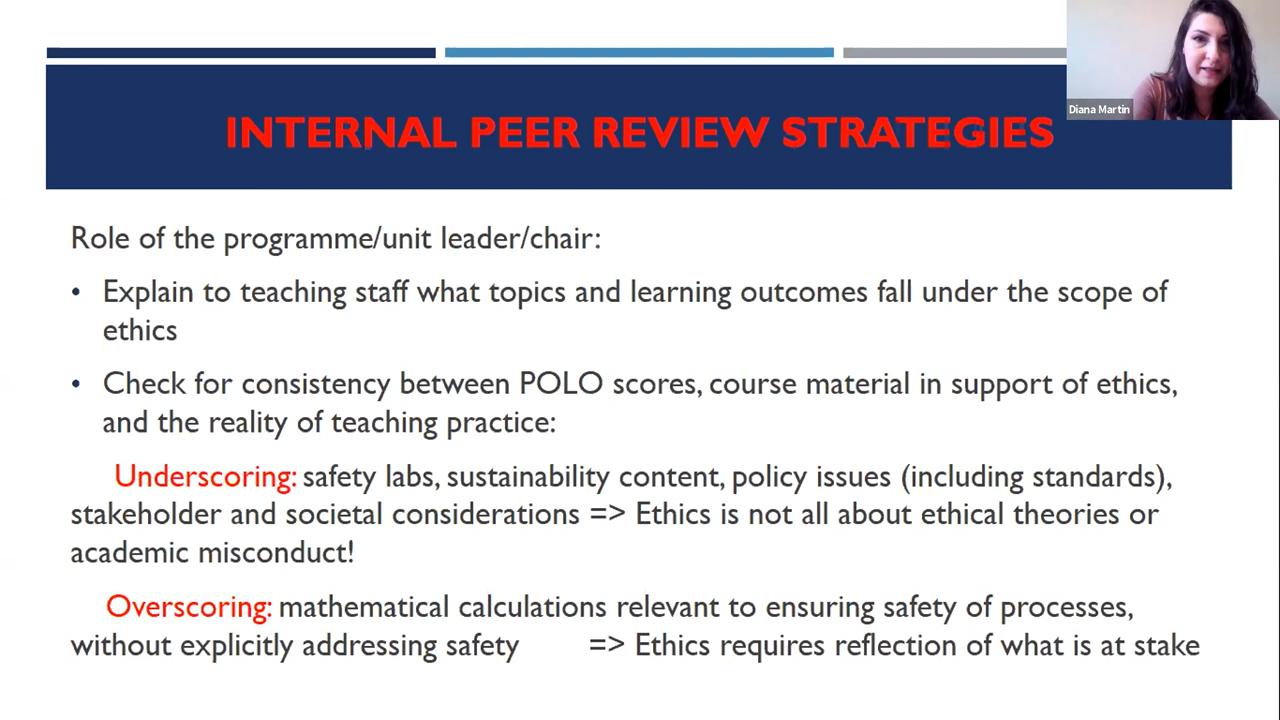 INTERNAL PEER REVIEW STRATEGIES
Diana Martin
Role of the programme/unit leader/chair:
• Explain to teaching staff what topics and learning outcomes fall under the scope of
ethics
• Check for consistency between POLO scores, course material in support of ethics,
and the reality of teaching practice:
Underscoring: safety labs, sustainability content, policy issues (including standards),
stakeholder and societal considerations => Ethics is not all about ethical theories or
academic misconduct!
Overscoring: mathematical calculations relevant to ensuring safety of processes,
without explicitly addressing safety => Ethics requires reflection of what is at stake